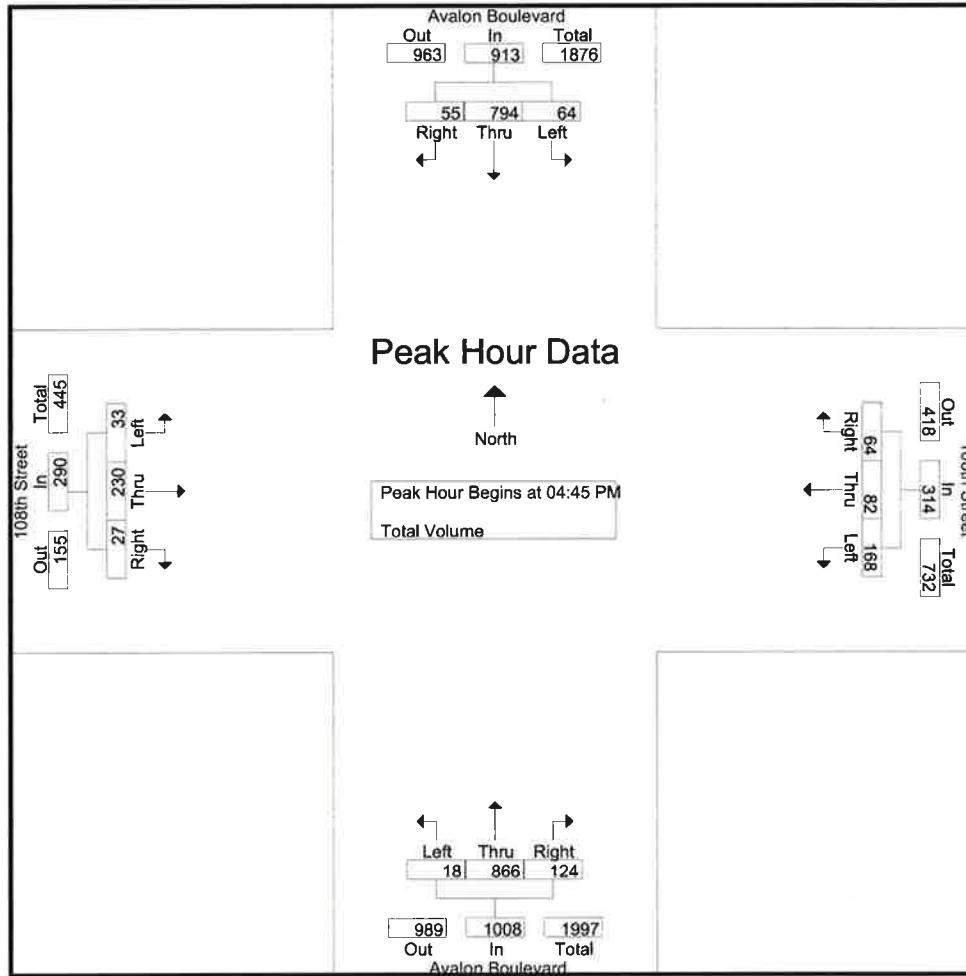 Avalon Boulevard
Out In Total
963 913 1876
55 794 64
Right Thru Left
Peak Hour Data
North
Peak Hour Begins at 04:45 PM
Total Volume
108th Street
Out In Total
155 290 445
27 230 33
Right Thru Left
Street
Out In Total
418 314 732
64 82 168
Right Thru Left
Left Thru Right
18 866 124
989 1008 1997
Out In Total
Avalon Boulevard